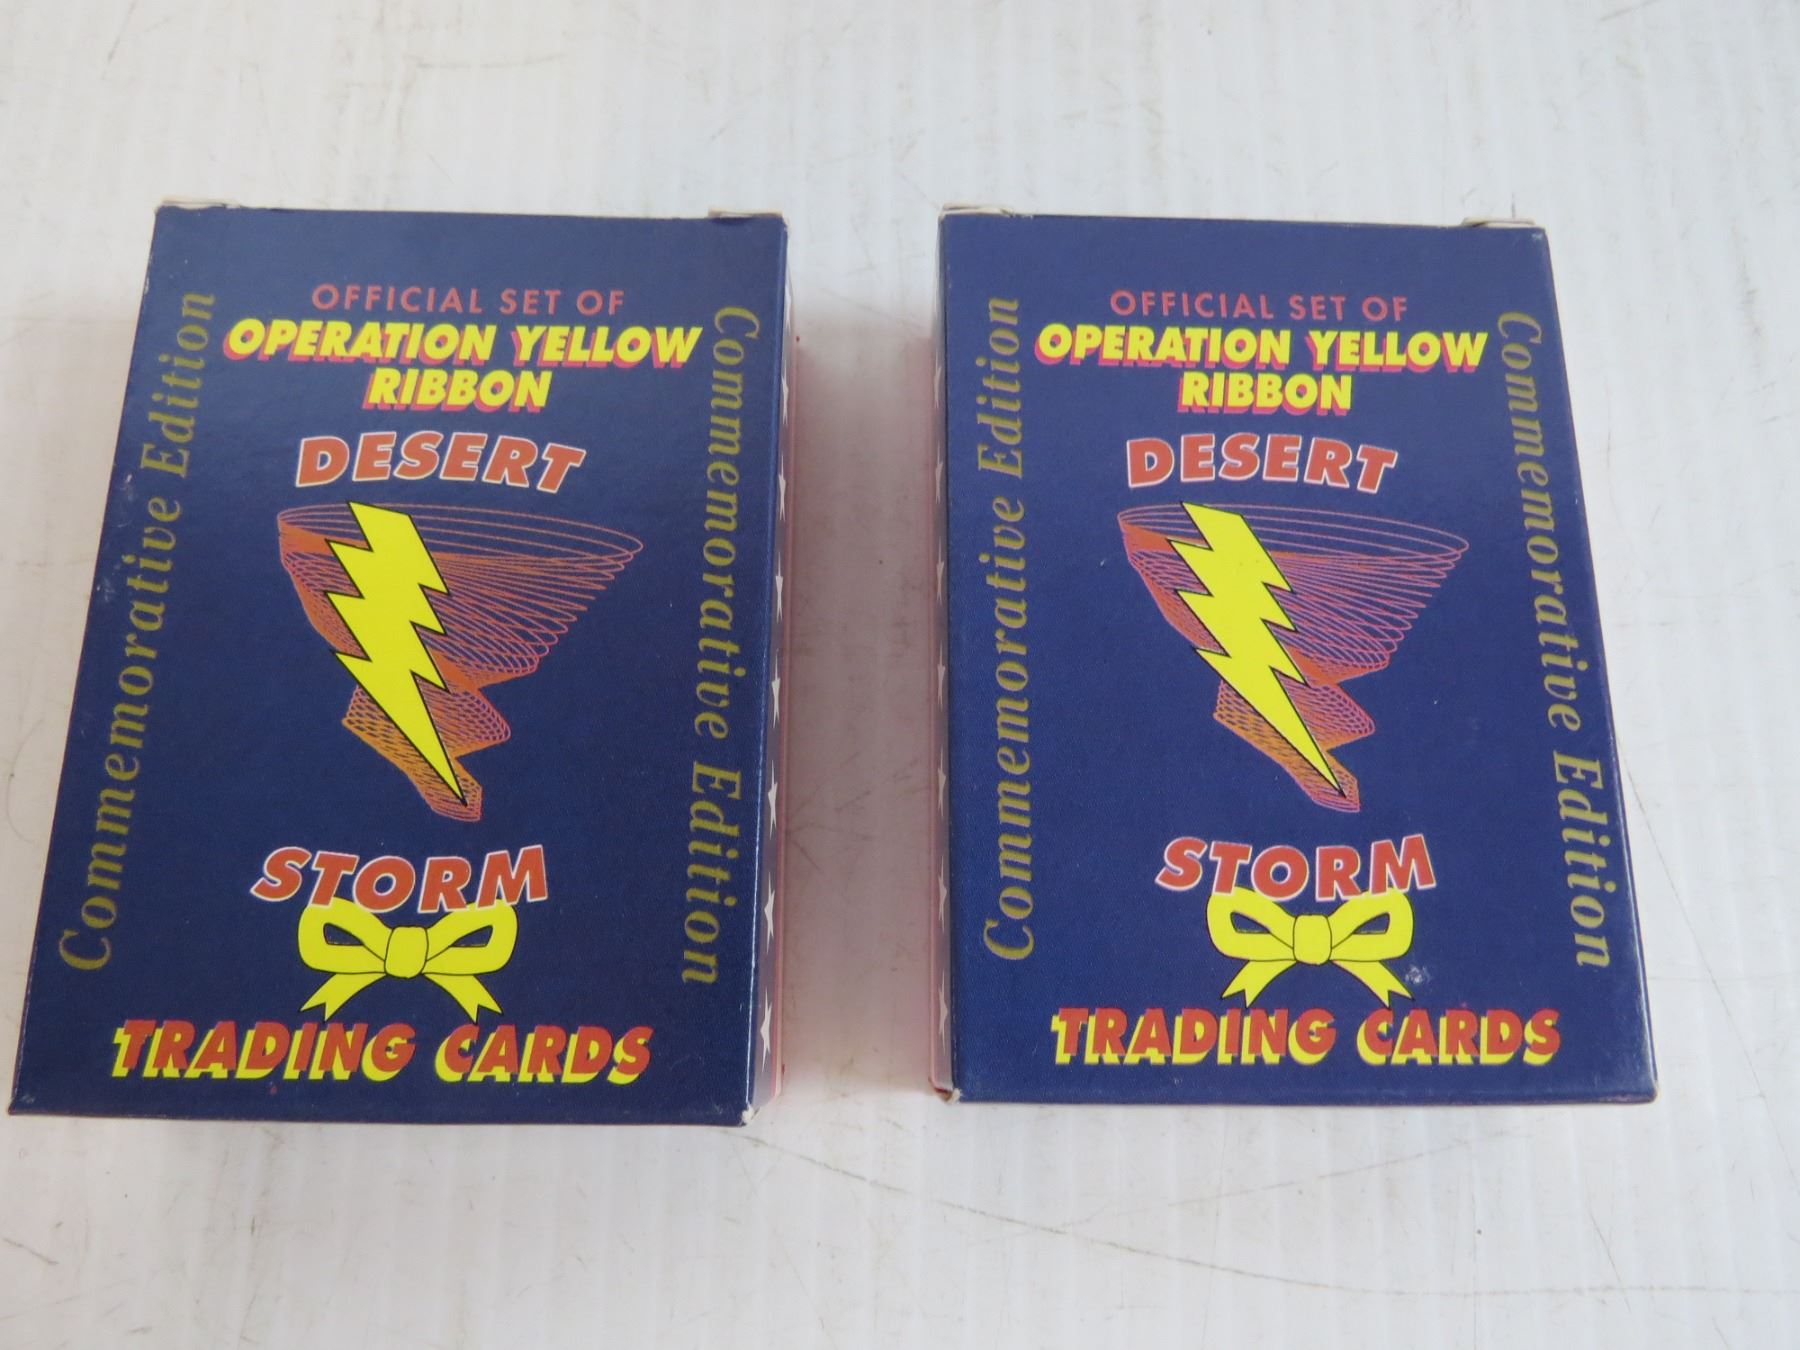 Commemorative Edition
OFFICIAL SET OF
OPERATION YELLOW
RIBBON
DESERT
STORM
TRADING CARDS
Commemorative Edition
Commemorative Edition
OFFICIAL SET OF
OPERATION YELLOW
RIBBON
DESERT
STORM
TRADING CARDS
Commemorative Edition